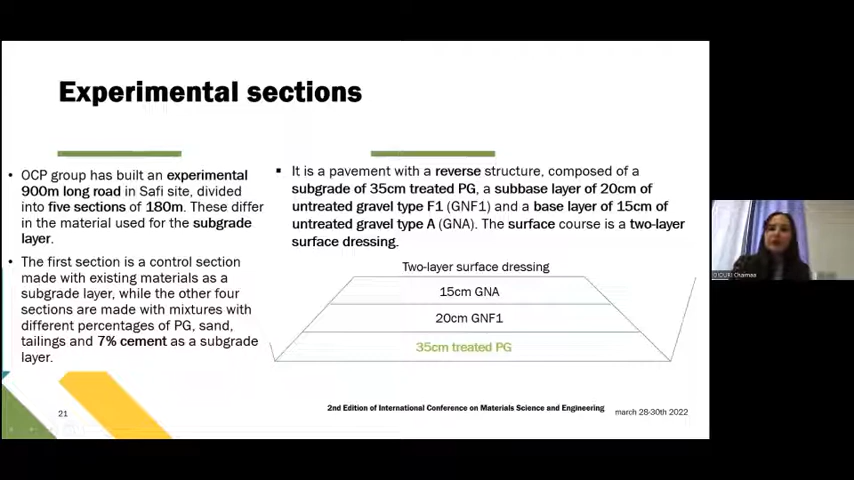 Experimental sections
• OCP group has built an experimental
900m long road in Safi site, divided
into five sections of 180m. These differ
in the material used for the subgrade
layer.
• The first section is a control section
made with existing materials as a
subgrade layer, while the other four
sections are made with mixtures with
different percentages of PG, sand,
tailings and 7% cement as a subgrade
layer.
▪ It is a pavement with a reverse structure, composed of a
subgrade of 35cm treated PG, a subbase layer of 20cm of
untreated gravel type F1 (GNF1) and a base layer of 15cm of
untreated gravel type A (GNA). The surface course is a two-layer
surface dressing.
Two-layer surface dressing
15cm GNA
20cm GNF1
35cm treated PG
21
2nd Edition of International Conference on Materials Science and Engineering
march 28-30th 2022